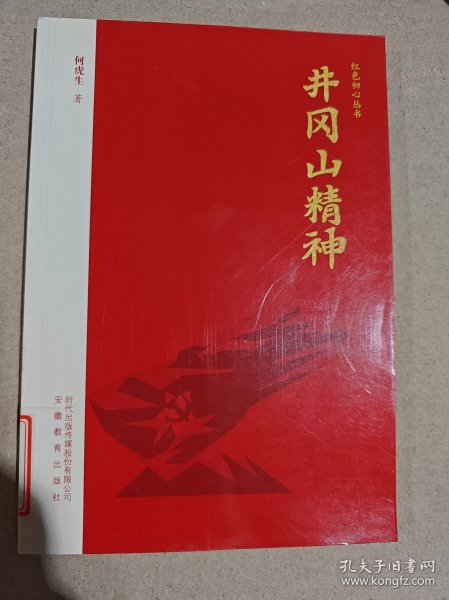 红色初心丛书
井冈山精神
何虎生 著
时代出版传媒股份有限公司
安徽教育出版社
孔夫子旧书网
www.kongfz.com